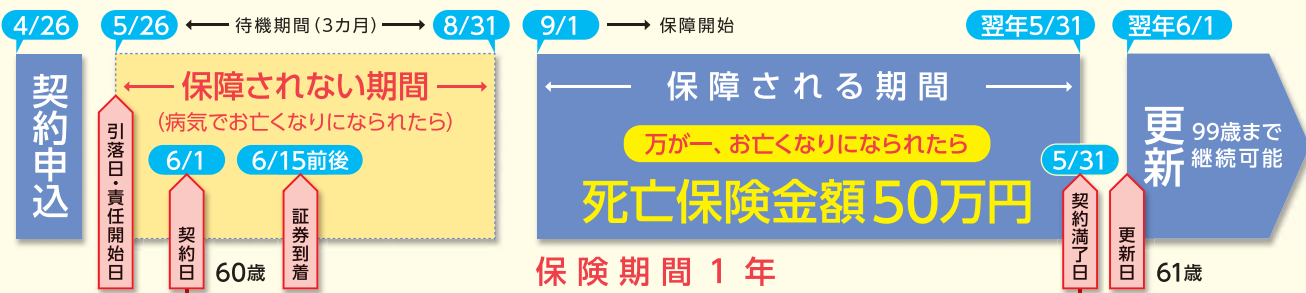 4/26
5/26
待機期間(3カ月)
8/31
9/1
保障開始
翌年5/31
翌年6/1
契約申込
保障されない期間
(病気でお亡くなりになられたら)
引落日・責任開始日
6/1
契約日
60歳
6/15前後
証券到着
保障される期間
万が一、お亡くなりになられたら
死亡保険金額50万円
保険期間1年
5/31
契約満了日
更新
99歳まで
継続可能
更新日
61歳